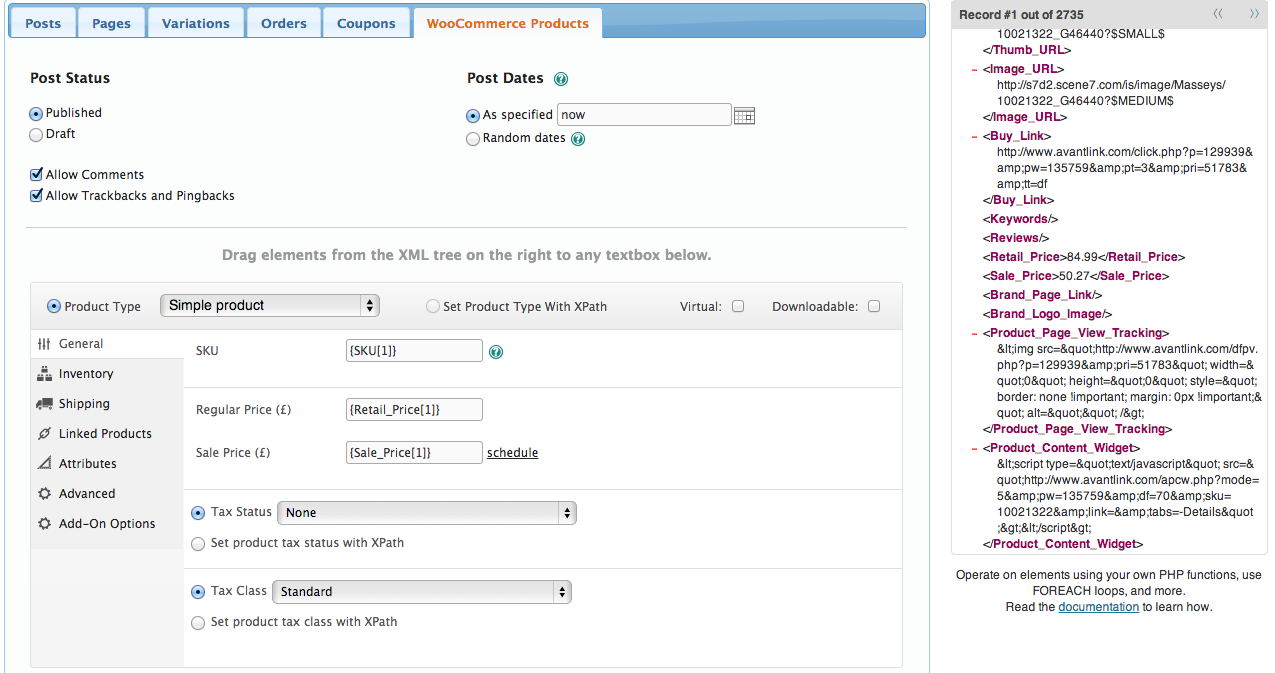 Posts
Pages
Variations
Orders
Coupons
WooCommerce Products
Post Status
Published
Draft
Allow Comments
Allow Trackbacks and Pingbacks
Post Dates ?
As specified now
Random dates ?
Drag elements from the XML tree on the right to any textbox below.
Product Type Simple product Set Product Type With XPath Virtual: Downloadable:
General
Inventory
Shipping
Linked Products
Attributes
Advanced
Add-On Options
SKU {SKU[1]} ?
Regular Price (£) {Retail_Price[1]}
Sale Price (£) {Sale_Price[1]} schedule
Tax Status None
Set product tax status with XPath
Tax Class Standard
Set product tax class with XPath
Record #1 out of 2735 « »
10021322_G46440?$SMALL$
</Thumb_URL>
− <Image_URL>
http://s7d2.scene7.com/is/image/Masseys/
10021322_G46440?$MEDIUM$
</Image_URL>
− <Buy_Link>
http://www.avantlink.com/click.php?p=129939&
amp;pw=135759&amp;pt=3&amp;pri=51783&
amp;tt=df
</Buy_Link>
<Keywords/>
<Reviews/>
<Retail_Price>84.99</Retail_Price>
<Sale_Price>50.27</Sale_Price>
<Brand_Page_Link/>
<Brand_Logo_Image/>
− <Product_Page_View_Tracking>
&lt;img src=&quot;http://www.avantlink.com/dfpv.
php?p=129939&amp;pri=51783&quot; width=&
quot;0&quot; height=&quot;0&quot; style=&quot;
border: none !important; margin: 0px !important;&
quot; alt=&quot;&quot; /&gt;
</Product_Page_View_Tracking>
− <Product_Content_Widget>
&lt;script type=&quot;text/javascript&quot; src=&
quot;http://www.avantlink.com/apcw.php?mode=
5&amp;pw=135759&amp;df=70&amp;sku=
10021322&amp;link=&amp;tabs=-Details&quot
;&gt;&lt;/script&gt;
</Product_Content_Widget>
Operate on elements using your own PHP functions, use
FOREACH loops, and more.
Read the documentation to learn how.